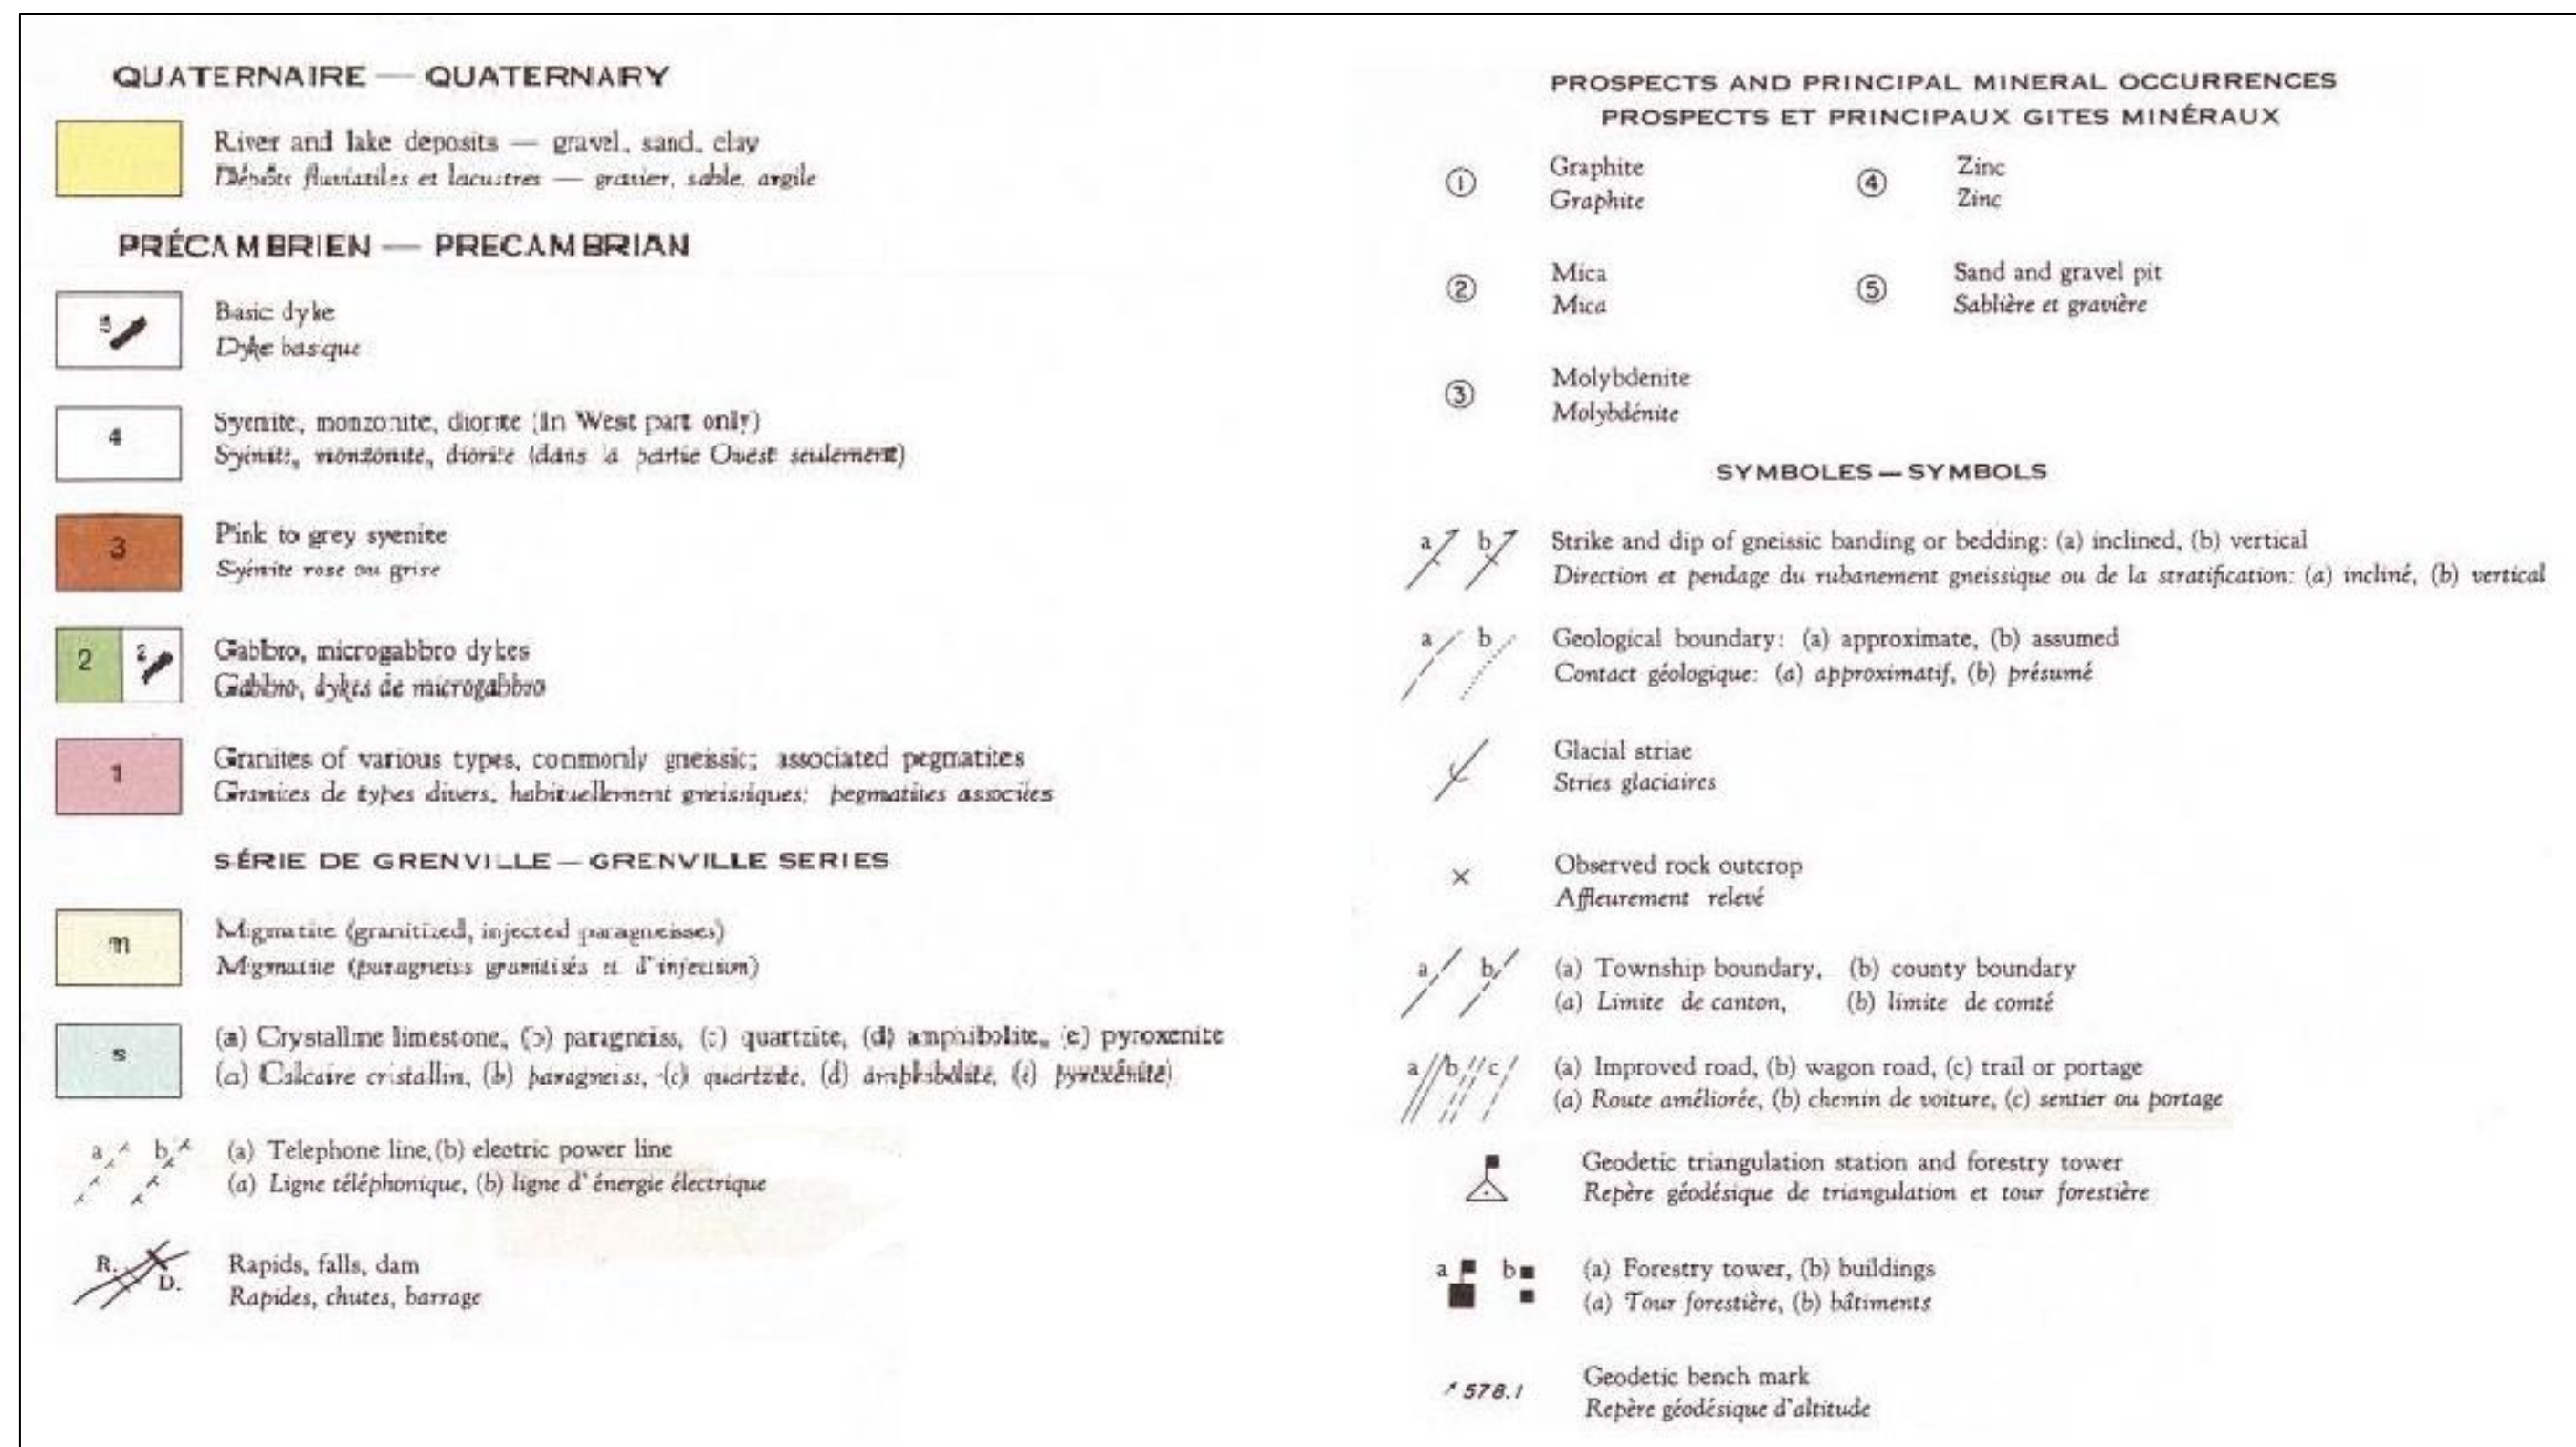 QUATERNAIRE — QUATERNARY
River and lake deposits — gravel, sand, clay
Dépôts fluviatiles et lacustres — gravier, sable, argile
PRÉCAMBRIEN — PRECAMBRIAN
5
Basic dyke
Dyke basique
4
Syenite, monzonite, diorite (In West part only)
Syénite, monzonite, diorite (dans la partie Ouest seulement)
3
Pink to grey syenite
Syénite rose ou grise
2 2
Gabbro, microgabbro dykes
Gabbro, dykes de microgabbro
1
Granites of various types, commonly gneissic; associated pegmatites
Granites de types divers, habituellement gneissiques; pegmatites associées
SÉRIE DE GRENVILLE — GRENVILLE SERIES
m
Migmatite (granitized, injected paragneisses)
Migmatite (paragneiss granitisés et d'injection)
s
(a) Crystalline limestone, (b) paragneiss, (c) quartzite, (d) amphibolite, (e) pyroxenite
(a) Calcaire cristallin, (b) paragneiss, (c) quartzite, (d) amphibolite, (e) pyroxénite)
a b
(a) Telephone line, (b) electric power line
(a) Ligne téléphonique, (b) ligne d'énergie électrique
R. D.
Rapids, falls, dam
Rapides, chutes, barrage
PROSPECTS AND PRINCIPAL MINERAL OCCURRENCES
PROSPECTS ET PRINCIPAUX GITES MINÉRAUX
1
Graphite
Graphite
4
Zinc
Zinc
2
Mica
Mica
5
Sand and gravel pit
Sablière et gravière
3
Molybdenite
Molybdénite
SYMBOLES — SYMBOLS
a b
Strike and dip of gneissic banding or bedding: (a) inclined, (b) vertical
Direction et pendage du rubanement gneissique ou de la stratification: (a) incliné, (b) vertical
a b
Geological boundary: (a) approximate, (b) assumed
Contact géologique: (a) approximatif, (b) présumé
Glacial striae
Stries glaciaires
Observed rock outcrop
Affleurement relevé
a b
(a) Township boundary, (b) county boundary
(a) Limite de canton, (b) limite de comté
a b c
(a) Improved road, (b) wagon road, (c) trail or portage
(a) Route améliorée, (b) chemin de voiture, (c) sentier ou portage
Geodetic triangulation station and forestry tower
Repère géodésique de triangulation et tour forestière
a b
(a) Forestry tower, (b) buildings
(a) Tour forestière, (b) bâtiments
578.1
Geodetic bench mark
Repère géodésique d'altitude